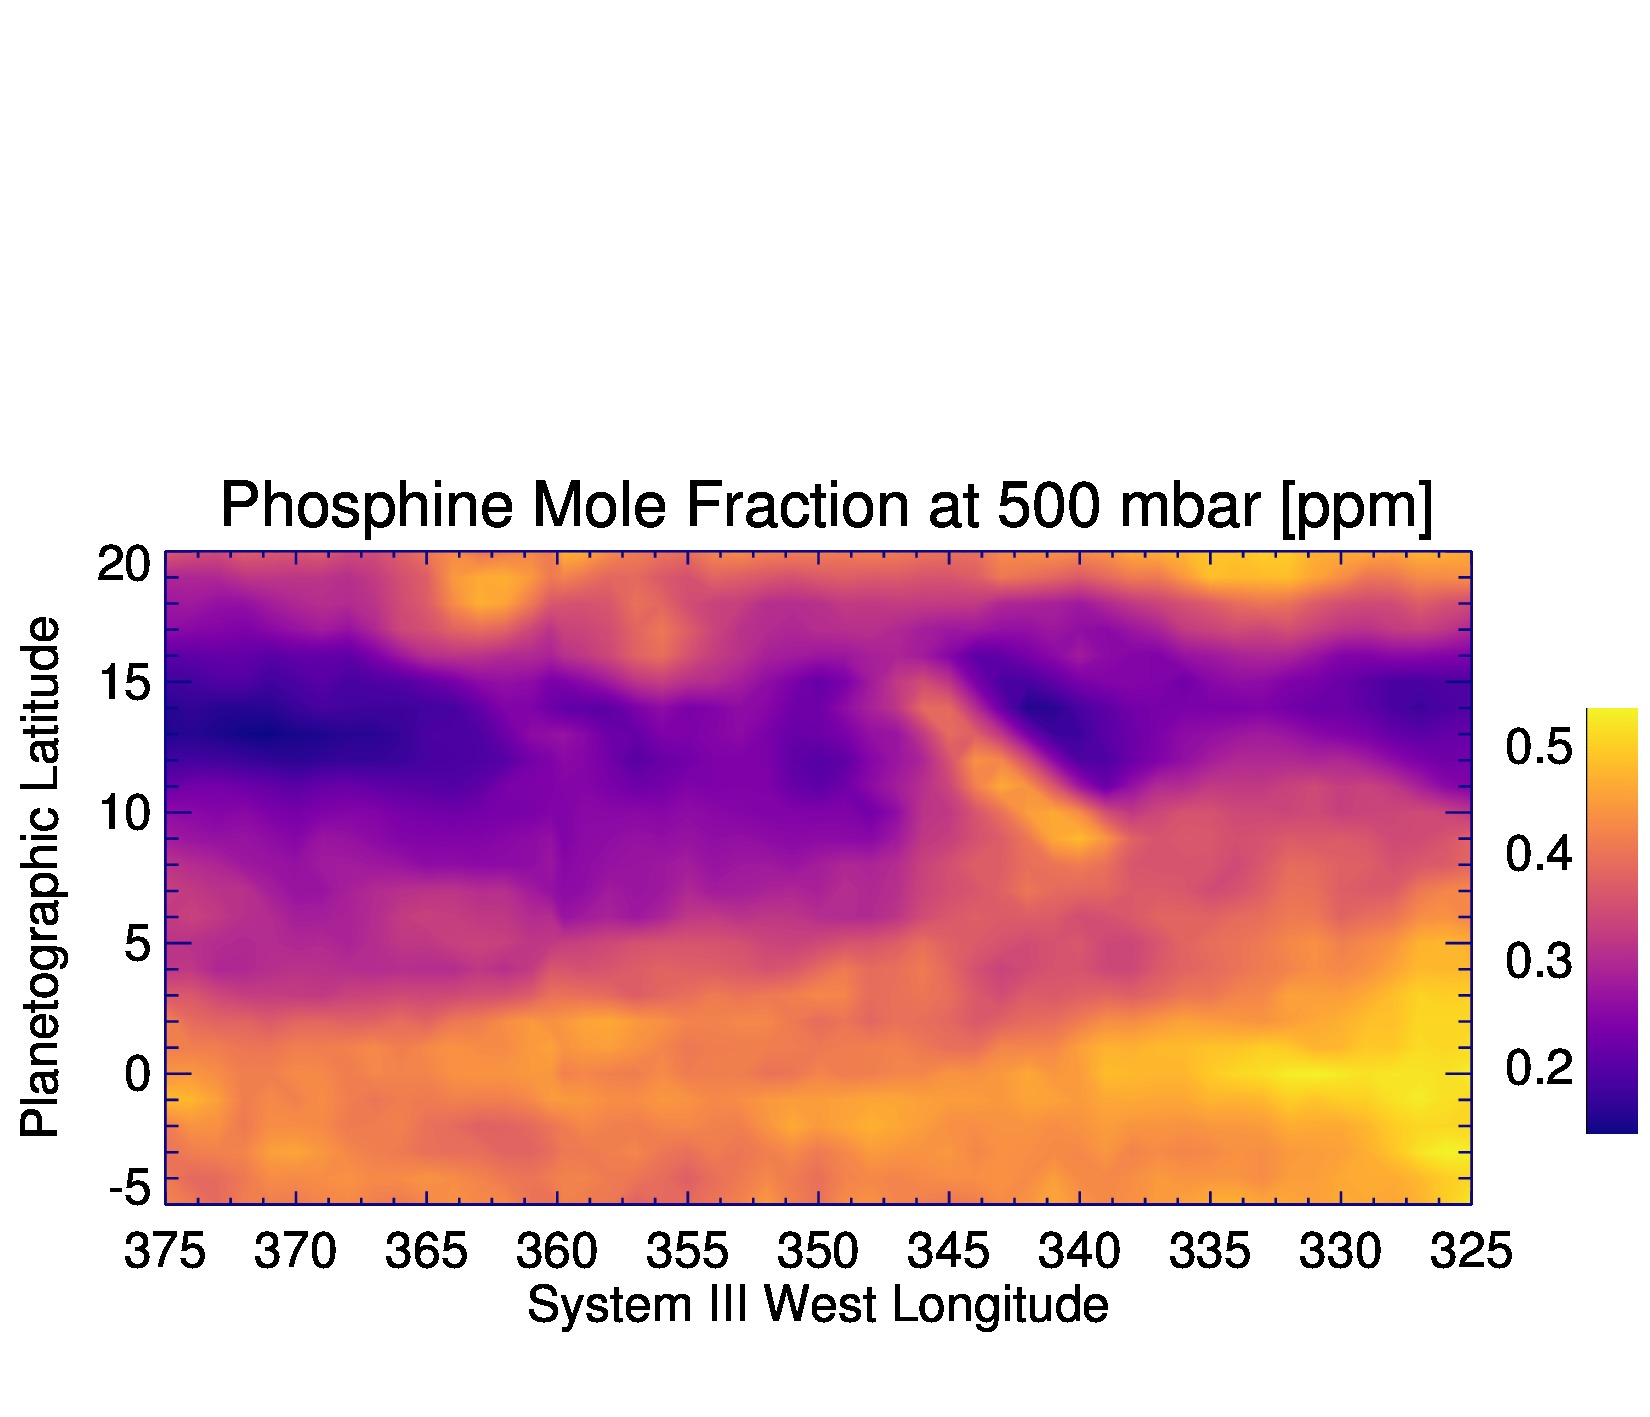 Phosphine Mole Fraction at 500 mbar [ppm]
20
15
10
5
0
-5
Planetographic Latitude
375 370 365 360 355 350 345 340 335 330 325
System III West Longitude
0.5
0.4
0.3
0.2